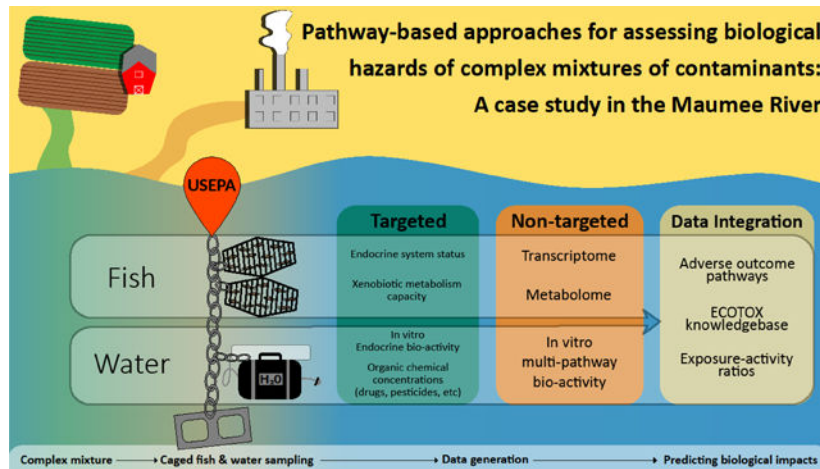 Pathway-based approaches for assessing biological
hazards of complex mixtures of contaminants:
A case study in the Maumee River
USEPA
Targeted
Non-targeted
Data Integration
Fish
Endocrine system status
Xenobiotic metabolism
capacity
Transcriptome
Metabolome
Adverse outcome
pathways
ECOTOX
knowledgebase
Exposure-activity
ratios
Water
H2O
In vitro
Endocrine bio-activity
Organic chemical
concentrations
(drugs, pesticides, etc)
In vitro
multi-pathway
bio-activity
Complex mixture → Caged fish & water sampling → Data generation → Predicting biological impacts